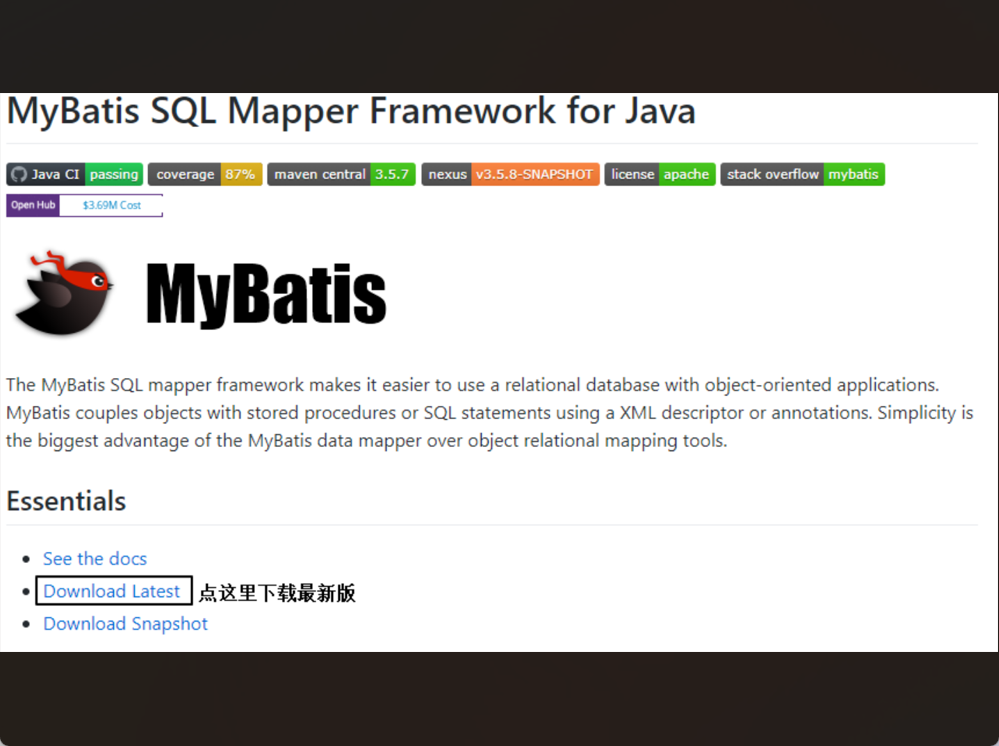 MyBatis SQL Mapper Framework for Java
Java CI passing coverage 87% maven central 3.5.7 nexus v3.5.8-SNAPSHOT license apache stack overflow mybatis
Open Hub $3.69M Cost
MyBatis
The MyBatis SQL mapper framework makes it easier to use a relational database with object-oriented applications.
MyBatis couples objects with stored procedures or SQL statements using a XML descriptor or annotations. Simplicity is
the biggest advantage of the MyBatis data mapper over object relational mapping tools.
Essentials
See the docs
Download Latest 点这里下载最新版
Download Snapshot